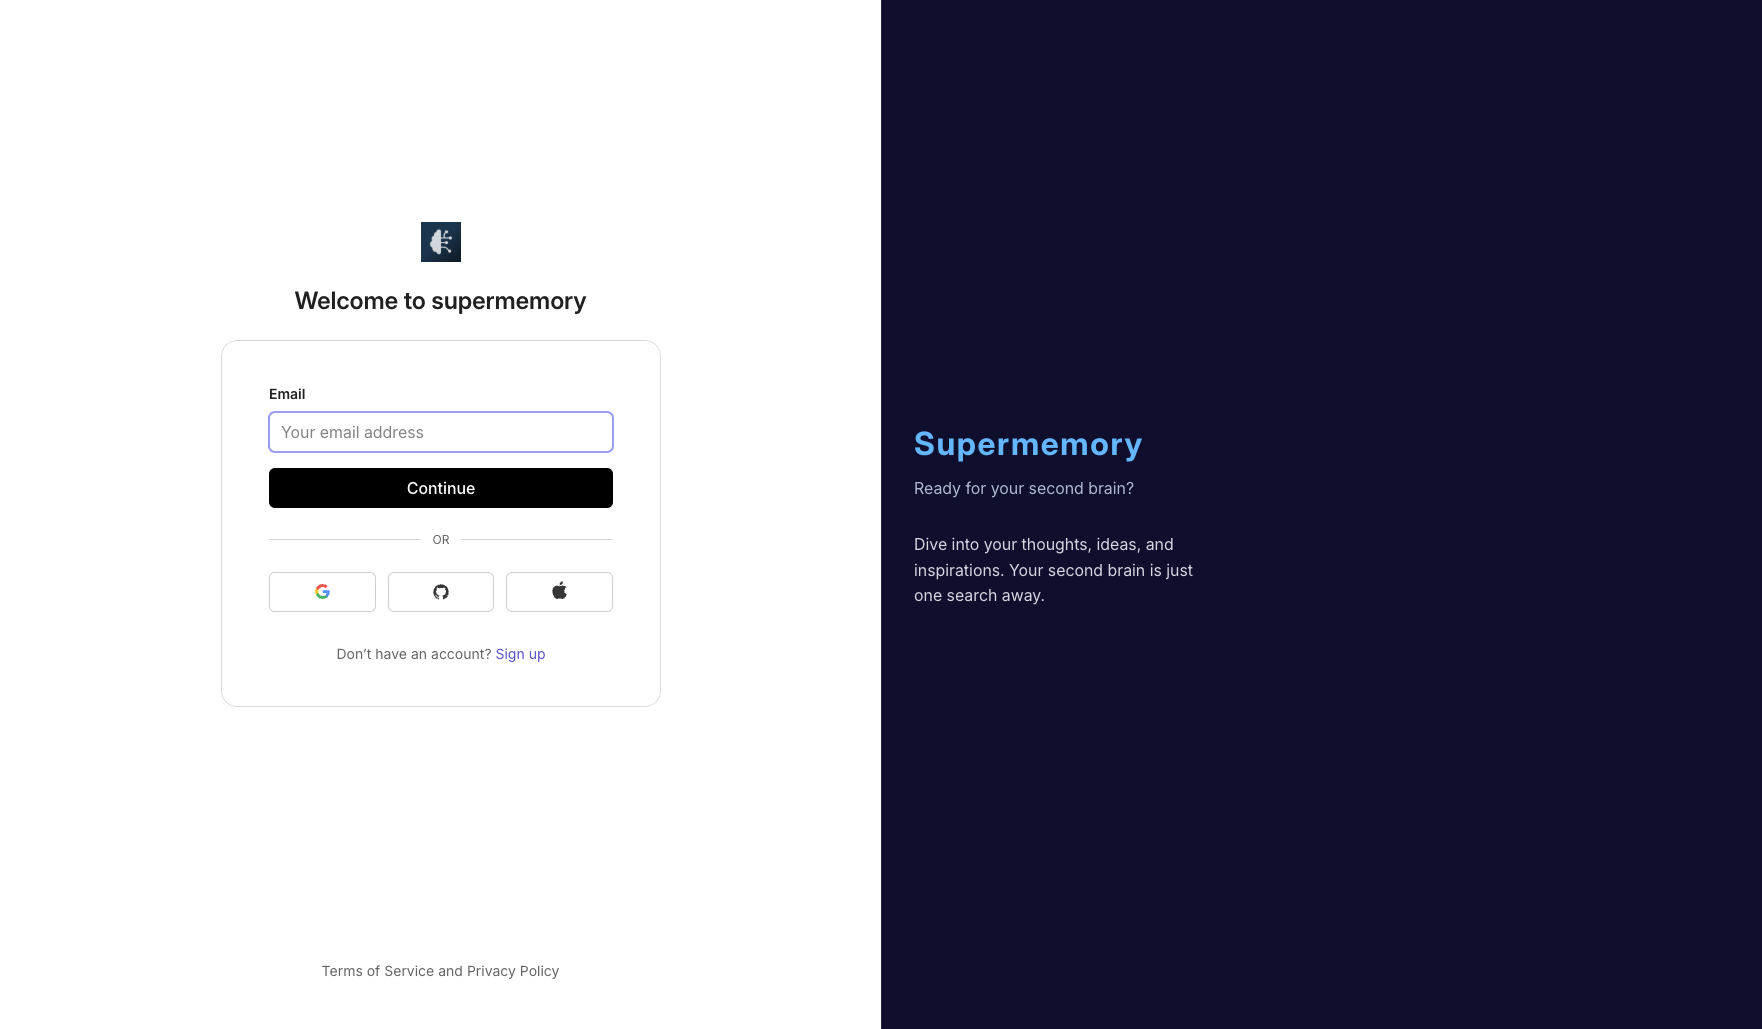 Welcome to supermemory
Email
Your email address
Continue
OR
Don't have an account? Sign up
Terms of Service and Privacy Policy
Supermemory
Ready for your second brain?
Dive into your thoughts, ideas, and
inspirations. Your second brain is just
one search away.